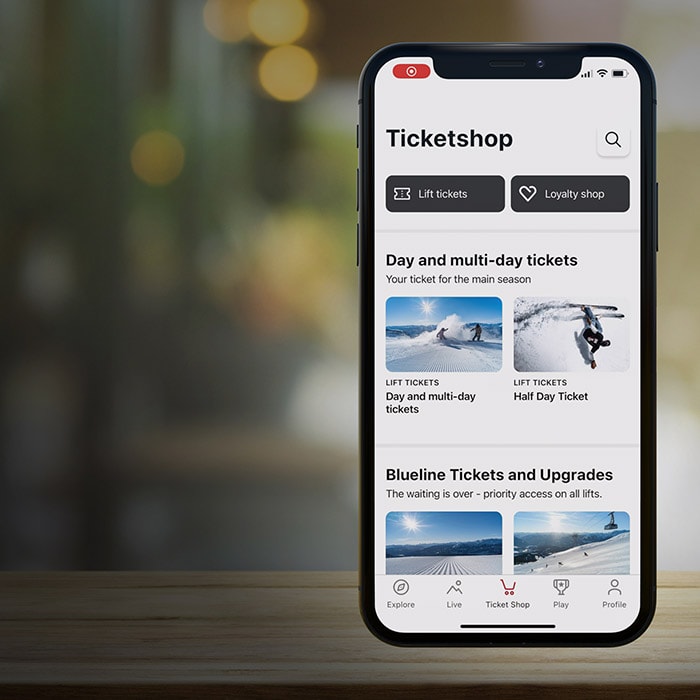 Ticketshop
Lift tickets
Loyalty shop
Day and multi-day tickets
Your ticket for the main season
LIFT TICKETS
Day and multi-day
tickets
LIFT TICKETS
Half Day Ticket
Blueline Tickets and Upgrades
The waiting is over - priority access on all lifts.
Explore
Live
Ticket Shop
Play
Profile